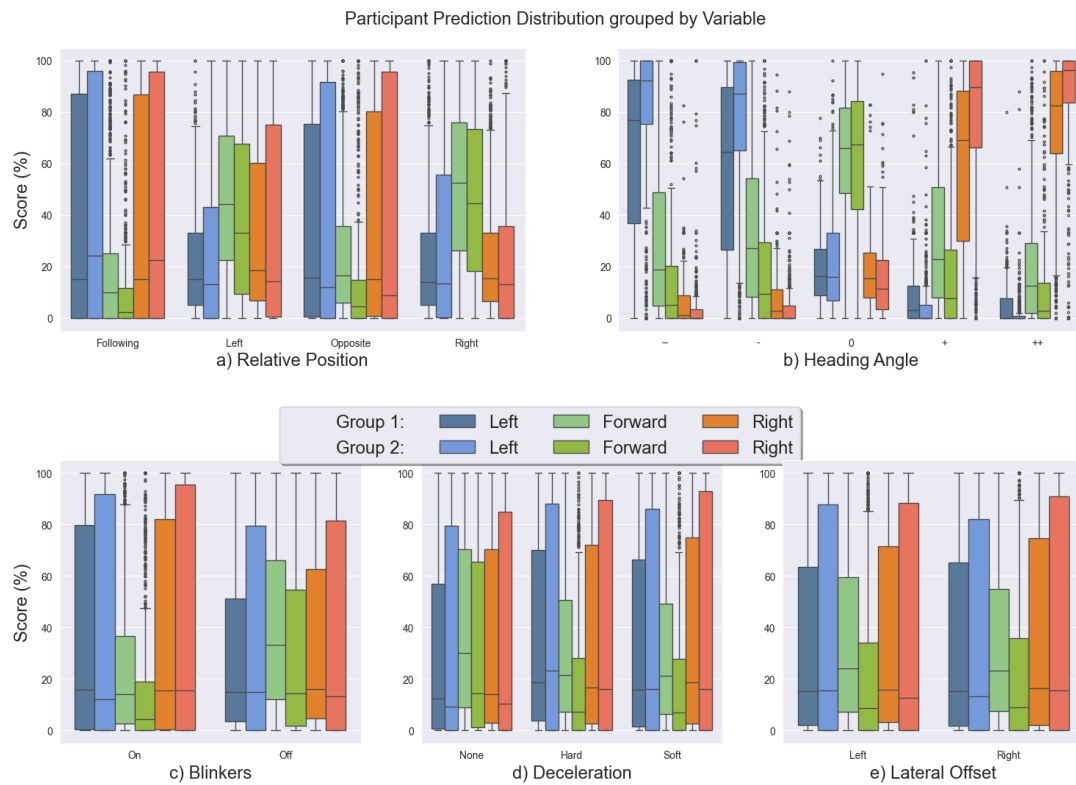 Participant Prediction Distribution grouped by Variable
Score (%)
100
80
60
40
20
0
Following Left Opposite Right
a) Relative Position
100
80
60
40
20
0
-- - 0 + ++
b) Heading Angle
Group 1: Left Forward Right
Group 2: Left Forward Right
Score (%)
100
80
60
40
20
0
On Off
c) Blinkers
100
80
60
40
20
0
None Hard Soft
d) Deceleration
100
80
60
40
20
0
Left Right
e) Lateral Offset